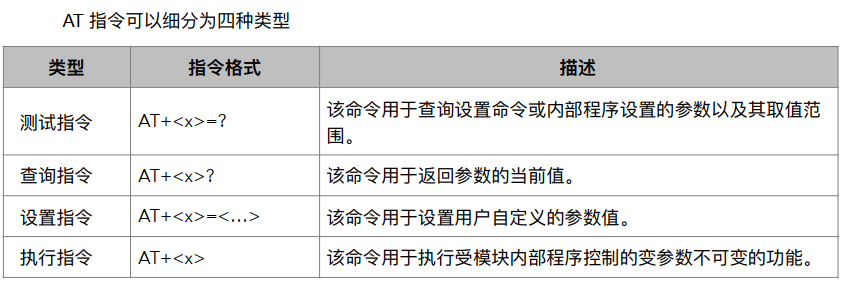 AT 指令可以细分为四种类型
类型 指令格式 描述
测试指令 AT+<x>=? 该命令用于查询设置命令或内部程序设置的参数以及其取值范
围。
查询指令 AT+<x>? 该命令用于返回参数的当前值。
设置指令 AT+<x>=<...> 该命令用于设置用户自定义的参数值。
执行指令 AT+<x> 该命令用于执行受模块内部程序控制的变参数不可变的功能。